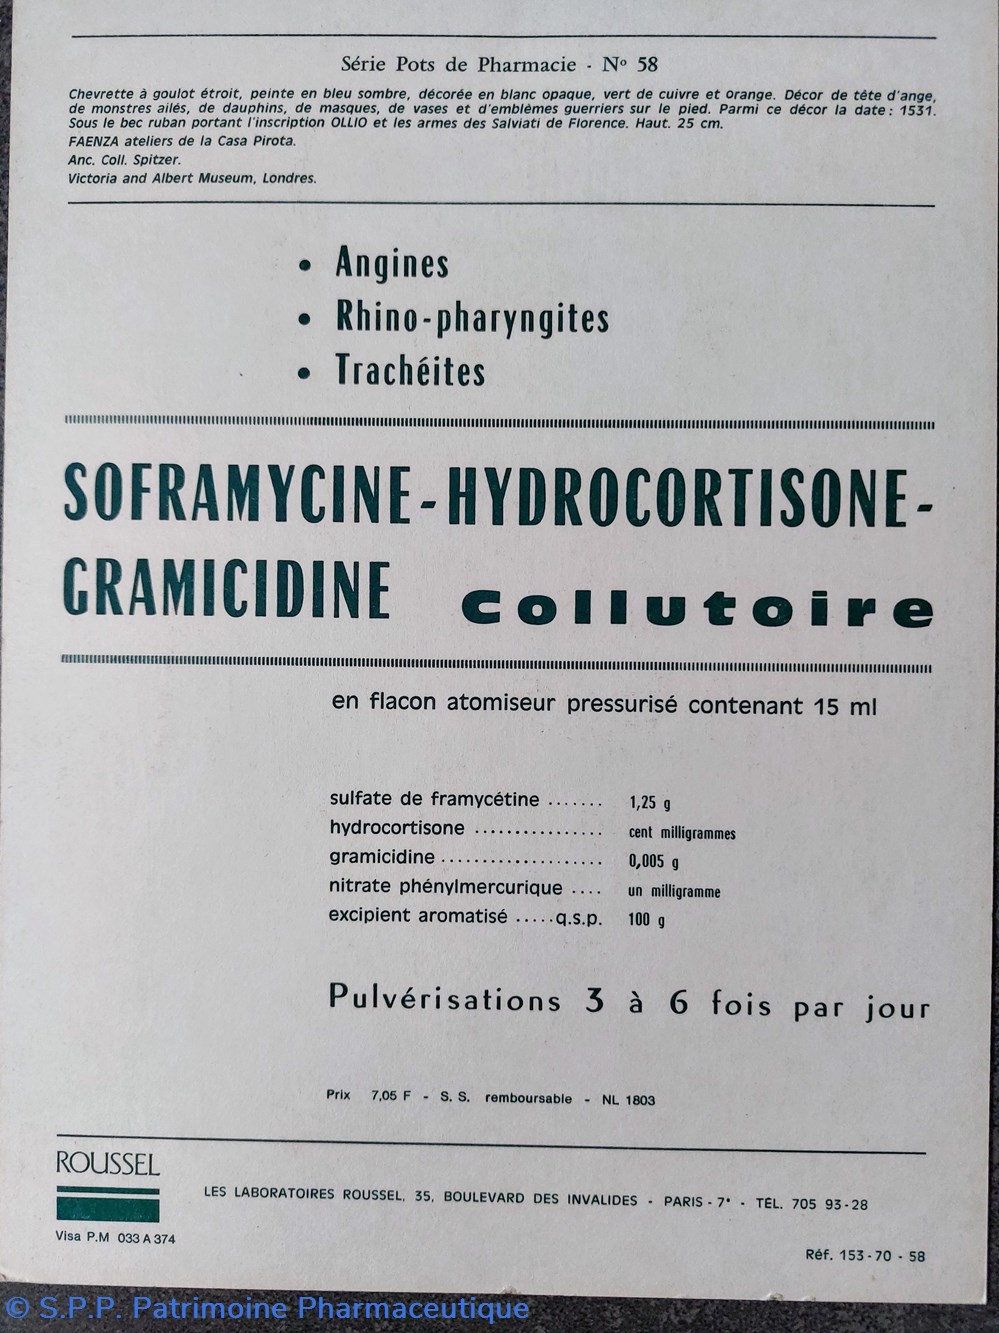 Série Pots de Pharmacie - Nº 58
Chevrette à goulot étroit, peinte en bleu sombre, décorée en blanc opaque, vert de cuivre et orange. Décor de tête d'ange,
de monstres ailés, de dauphins, de masques, de vases et d'emblèmes guerriers sur le pied. Parmi ce décor la date : 1531.
Sous le bec ruban portant l'inscription OLLIO et les armes des Salviati de Florence. Haut. 25 cm.
FAENZA ateliers de la Casa Pirota.
Anc. Coll. Spitzer.
Victoria and Albert Museum, Londres.
• Angines
• Rhino-pharyngites
• Trachéites
SOFRAMYCINE-HYDROCORTISONE-
GRAMICIDINE collutoire
en flacon atomiseur pressurisé contenant 15 ml
sulfate de framycétine ....... 1,25 g
hydrocortisone ................ cent milligrammes
gramicidine .................... 0,005 g
nitrate phénylmercurique .... un milligramme
excipient aromatisé .....q.s.p. 100 g
Pulvérisations 3 à 6 fois par jour
Prix 7,05 F - S. S. remboursable - NL 1803
ROUSSEL
LES LABORATOIRES ROUSSEL, 35, BOULEVARD DES INVALIDES - PARIS - 7e - TÉL. 705 93-28
Visa P.M 033 A 374
Réf. 153-70 - 58
© S.P.P. Patrimoine Pharmaceutique